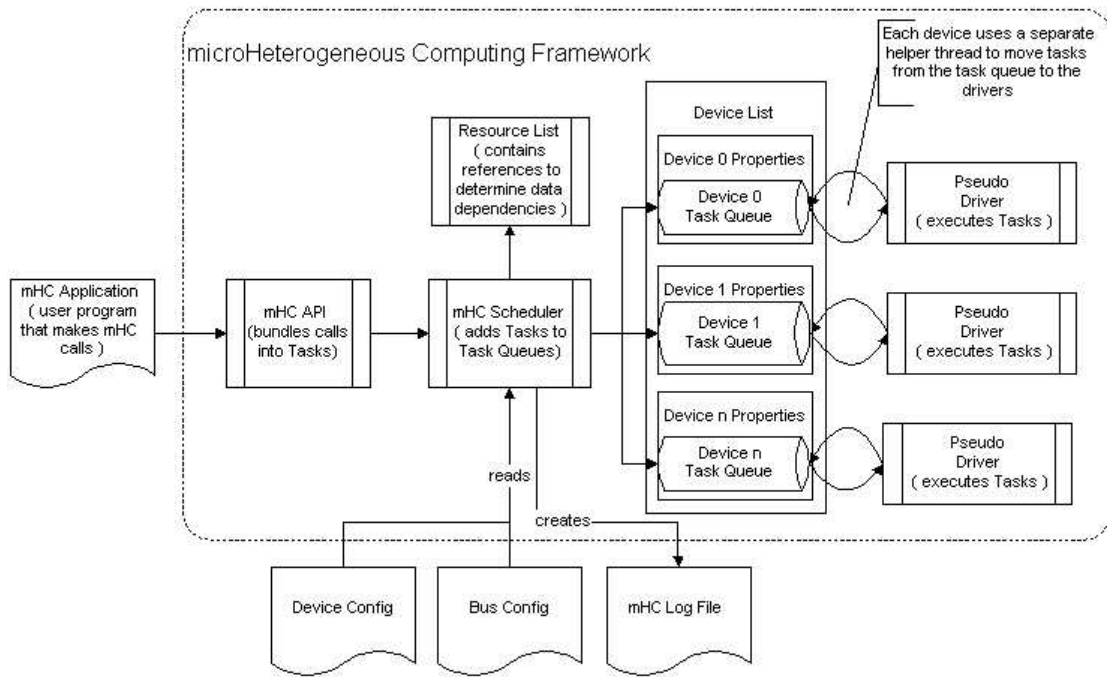 microHeterogeneous Computing Framework
Each device uses a separate
helper thread to move tasks
from the task queue to the
drivers
Resource List
( contains
references to
determine data
dependencies )
Device List
Device 0 Properties
Device 0
Task Queue
Pseudo
Driver
( executes Tasks )
mHC Application
( user program
that makes mHC
calls )
mHC API
(bundles calls
into Tasks)
mHC Scheduler
( adds Tasks to
Task Queues)
Device 1 Properties
Device 1
Task Queue
Pseudo
Driver
( executes Tasks )
Device n Properties
Device n
Task Queue
Pseudo
Driver
( executes Tasks )
reads
creates
Device Config
Bus Config
mHC Log File